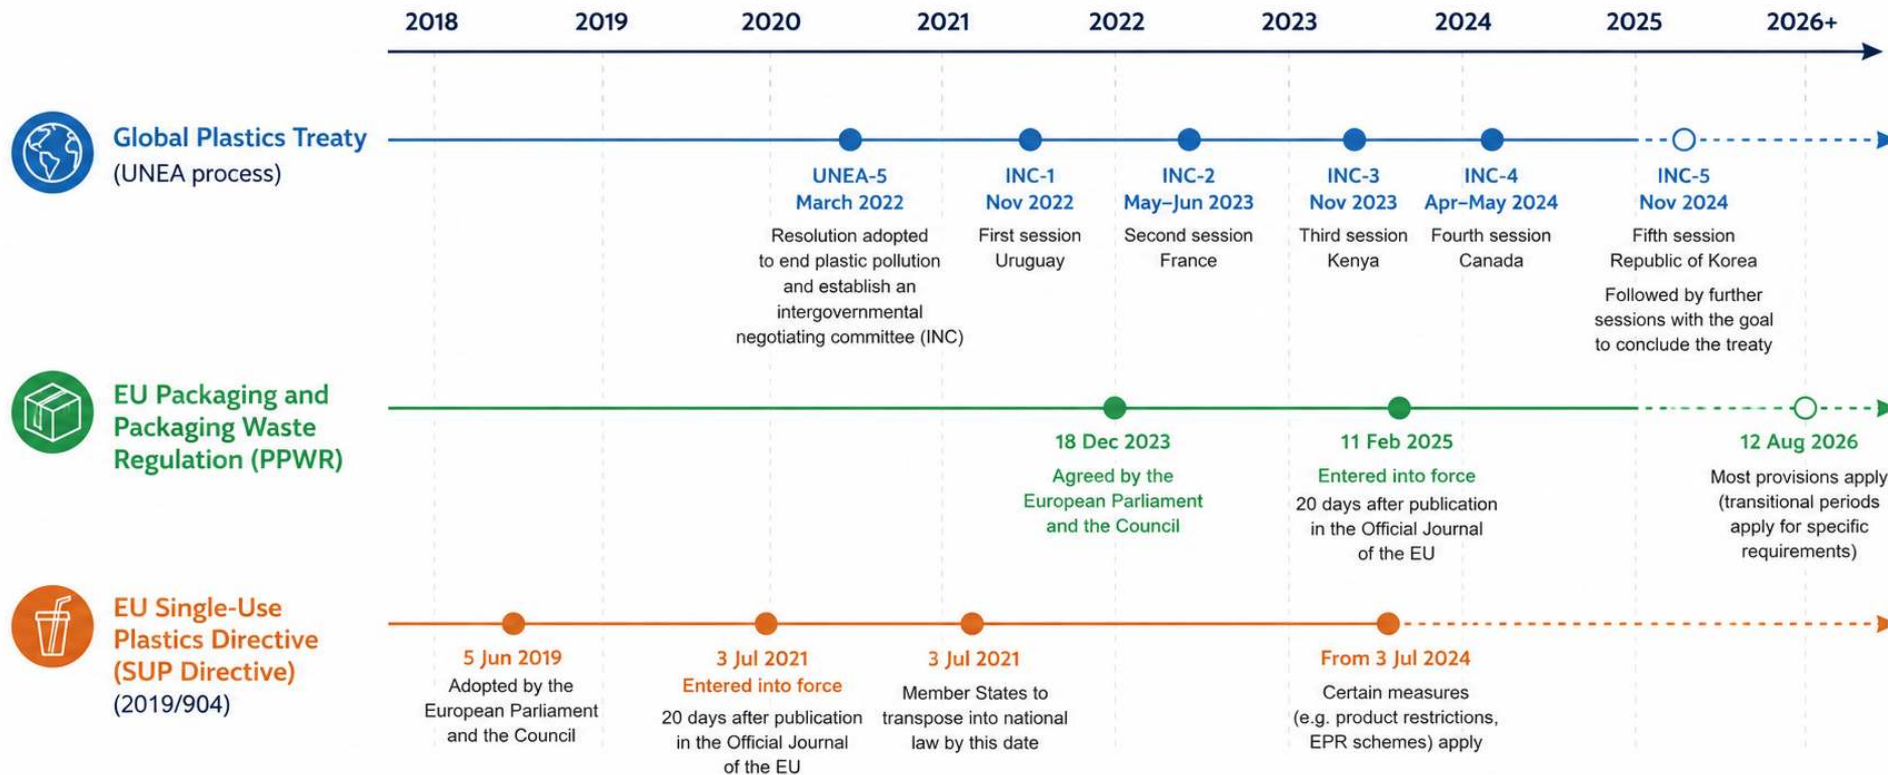 2018 2019 2020 2021 2022 2023 2024 2025 2026+
Global Plastics Treaty
(UNEA process)
UNEA-5
March 2022
Resolution adopted
to end plastic pollution
and establish an
intergovernmental
negotiating committee (INC)
INC-1
Nov 2022
First session
Uruguay
INC-2
May–Jun 2023
Second session
France
INC-3
Nov 2023
Third session
Kenya
INC-4
Apr–May 2024
Fourth session
Canada
INC-5
Nov 2024
Fifth session
Republic of Korea
Followed by further
sessions with the goal
to conclude the treaty
EU Packaging and
Packaging Waste
Regulation (PPWR)
18 Dec 2023
Agreed by the
European Parliament
and the Council
11 Feb 2025
Entered into force
20 days after publication
in the Official Journal
of the EU
12 Aug 2026
Most provisions apply
(transitional periods
apply for specific
requirements)
EU Single-Use
Plastics Directive
(SUP Directive)
(2019/904)
5 Jun 2019
Adopted by the
European Parliament
and the Council
3 Jul 2021
Entered into force
20 days after publication
in the Official Journal
of the EU
3 Jul 2021
Member States to
transpose into national
law by this date
From 3 Jul 2024
Certain measures
(e.g. product restrictions,
EPR schemes) apply